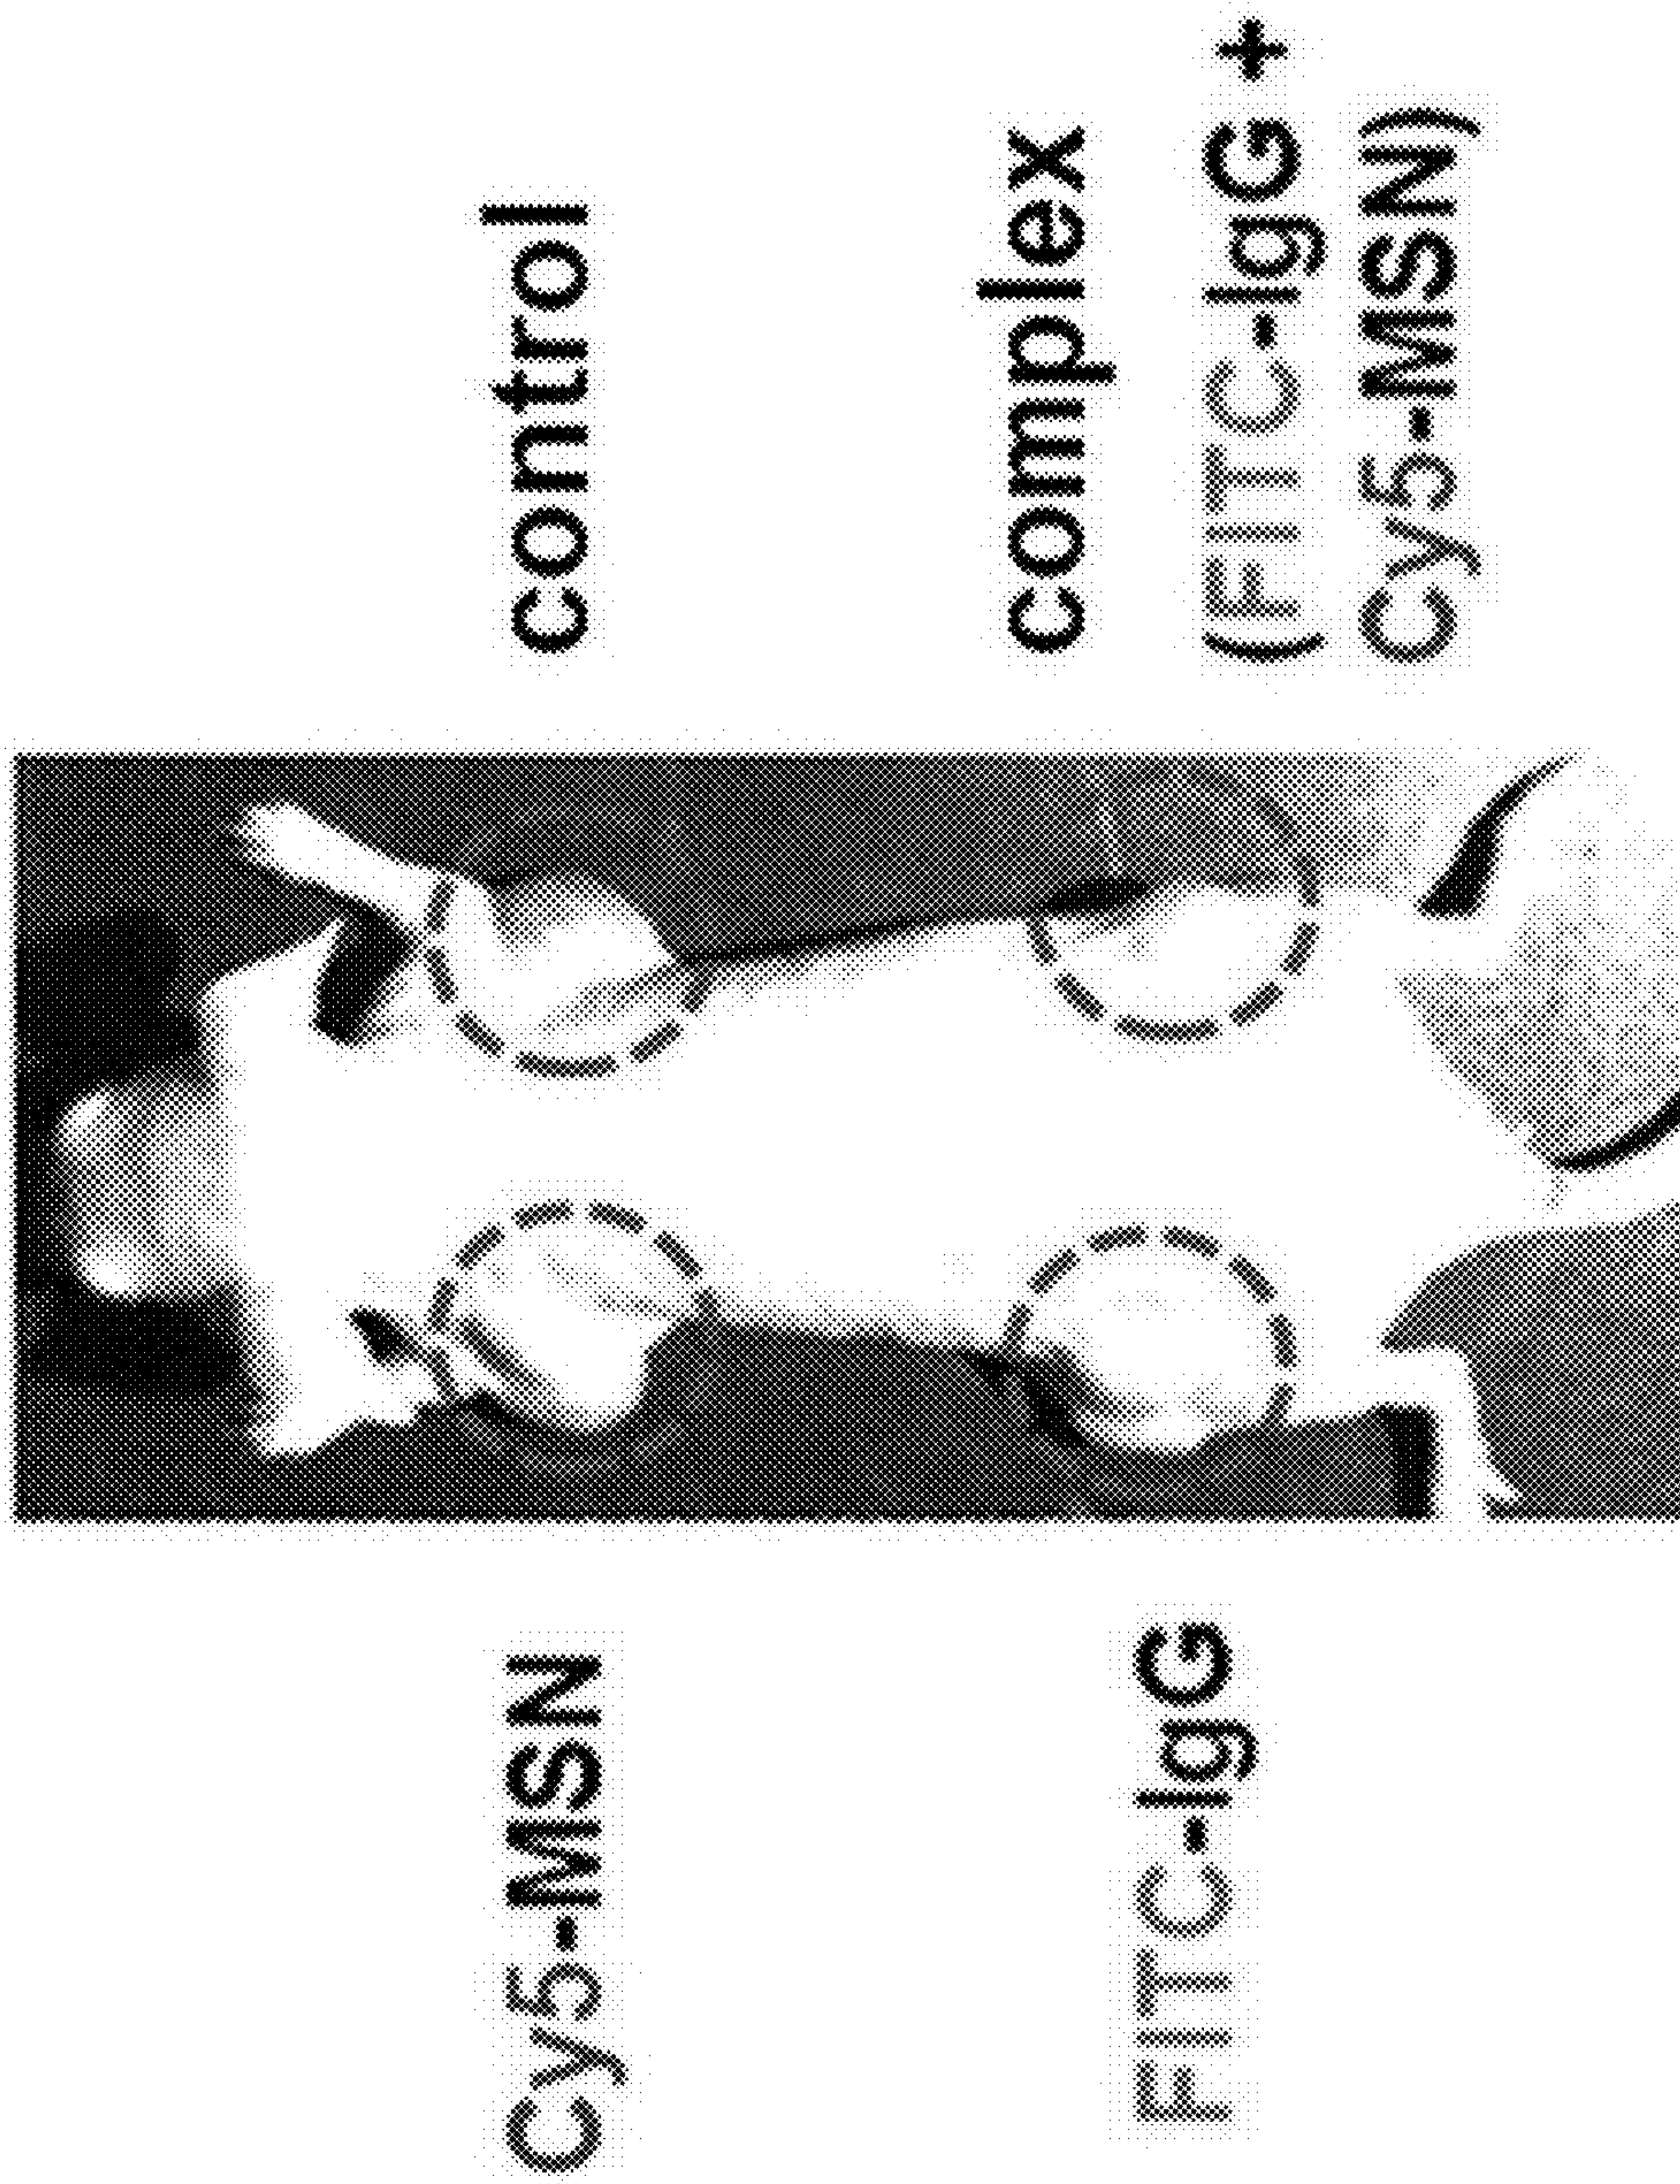 Cy5-MSN
control
FITC-IgG
complex
(FITC-IgG +
Cy5-MSN)